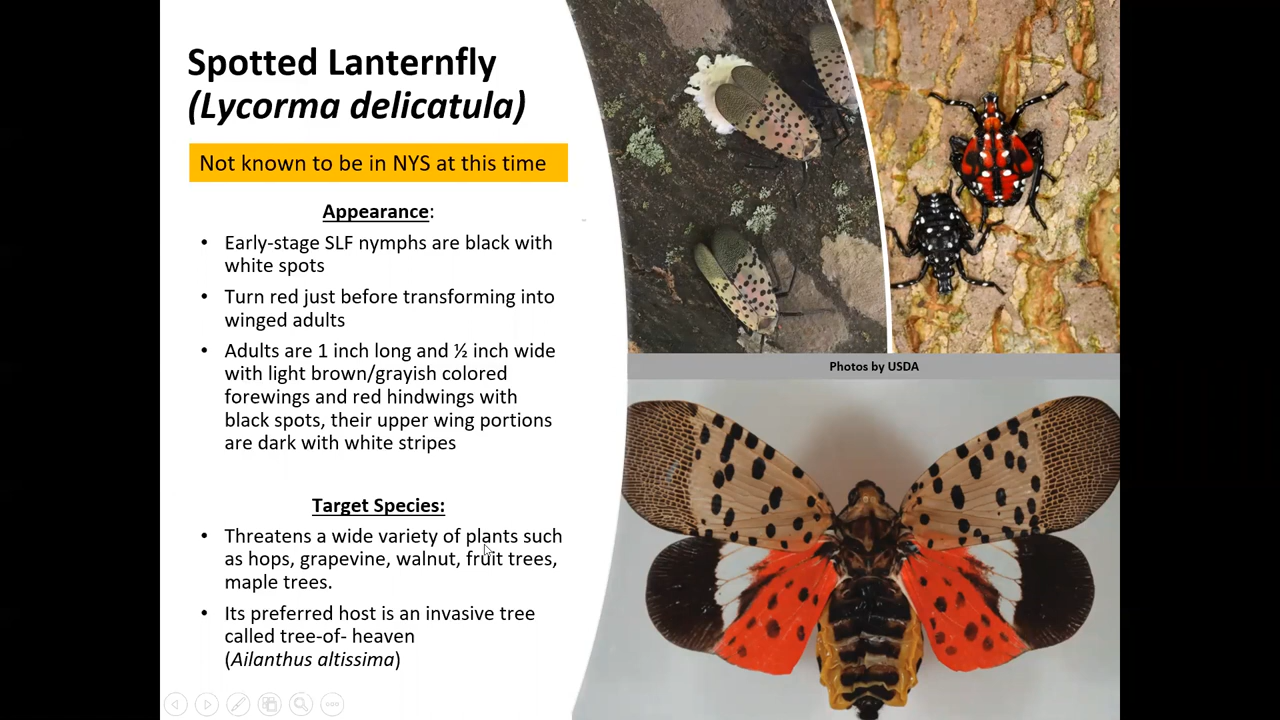 Spotted Lanternfly
(Lycorma delicatula)
Not known to be in NYS at this time
Appearance:
• Early-stage SLF nymphs are black with
white spots
• Turn red just before transforming into
winged adults
• Adults are 1 inch long and ½ inch wide
with light brown/grayish colored
forewings and red hindwings with
black spots, their upper wing portions
are dark with white stripes
Target Species:
• Threatens a wide variety of plants such
as hops, grapevine, walnut, fruit trees,
maple trees.
• Its preferred host is an invasive tree
called tree-of- heaven
(Ailanthus altissima)
Photos by USDA